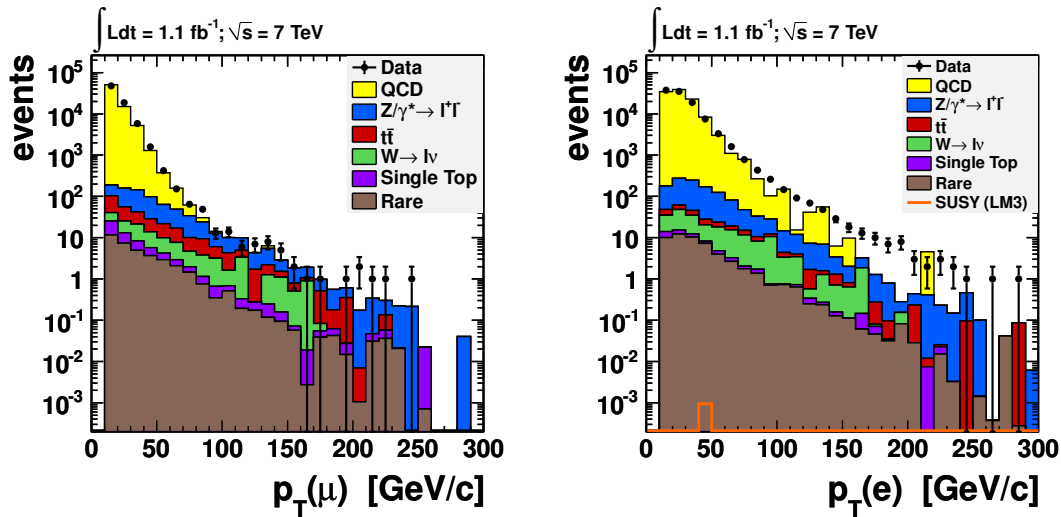 ∫ Ldt = 1.1 fb⁻¹; √s = 7 TeV
events
10⁵
10⁴
10³
10²
10
1
10⁻¹
10⁻²
10⁻³
Data
QCD
Z/γ*→ l⁺l⁻
tt̄
W→ lν
Single Top
Rare
0 50 100 150 200 250 300
p_T(μ) [GeV/c]
∫ Ldt = 1.1 fb⁻¹; √s = 7 TeV
events
10⁵
10⁴
10³
10²
10
1
10⁻¹
10⁻²
10⁻³
Data
QCD
Z/γ*→ l⁺l⁻
tt̄
W→ lν
Single Top
Rare
SUSY (LM3)
0 50 100 150 200 250 300
p_T(e) [GeV/c]